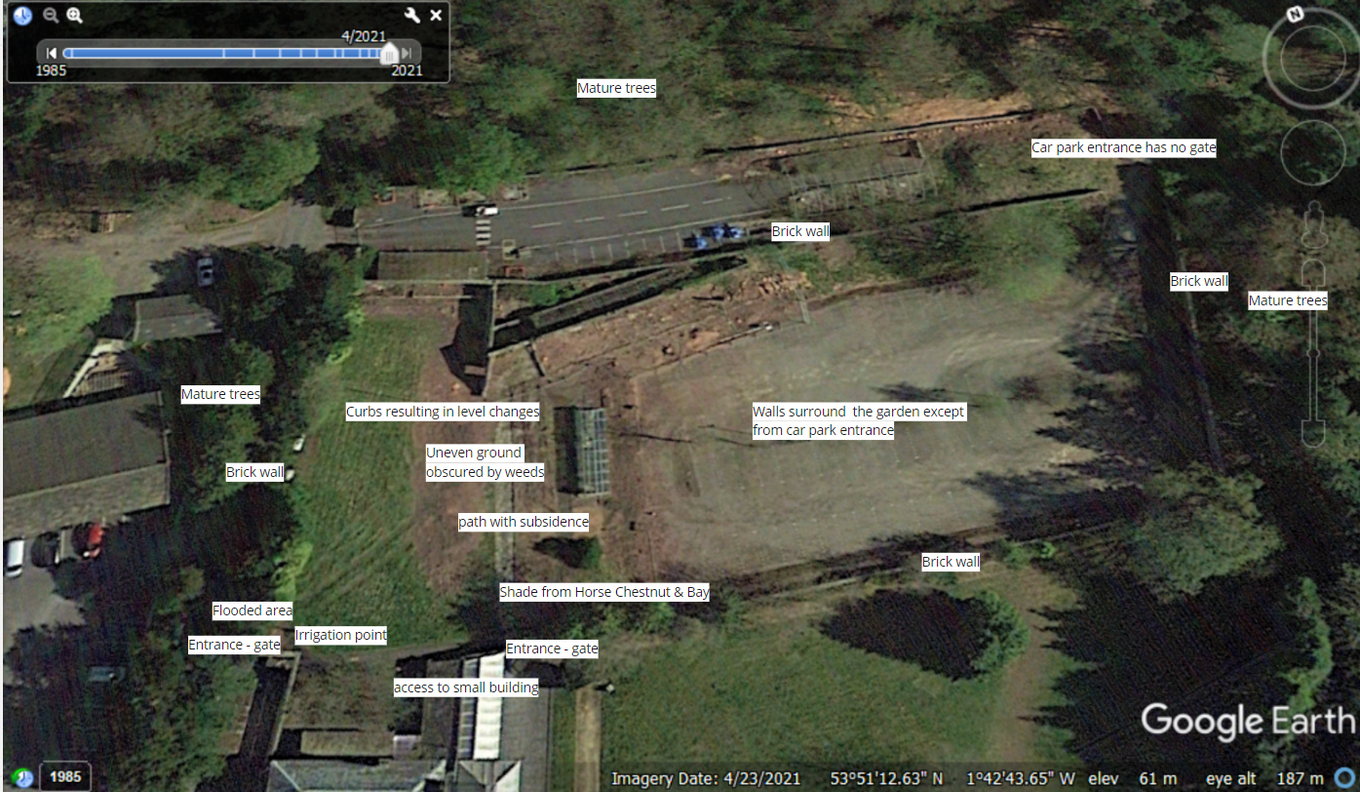 4/2021
1985
2021
Mature trees
Car park entrance has no gate
Brick wall
Brick wall
Mature trees
Mature trees
Curbs resulting in level changes
Walls surround the garden except
from car park entrance
Uneven ground
obscured by weeds
Brick wall
path with subsidence
Brick wall
Shade from Horse Chestnut & Bay
Flooded area
Irrigation point
Entrance - gate
Entrance - gate
access to small building
Google Earth
1985
Imagery Date: 4/23/2021 53°51'12.63" N 1°42'43.65" W elev 61 m eye alt 187 m
N